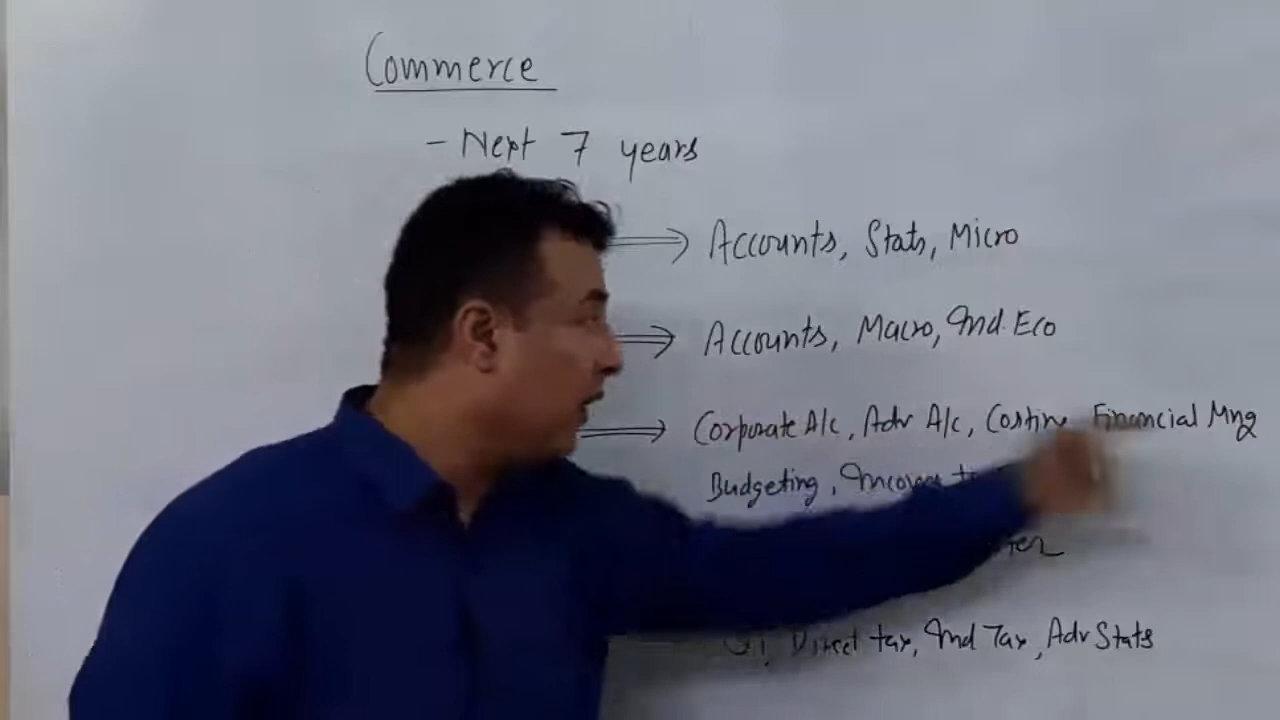 Commerce
- Next 7 years
⇒ Accounts, Stats, Micro
⇒ Accounts, Macro, Ind. Eco
⇒ Corporate A/c, Adv A/c, Costing Financial Mng
Budgeting, Income
Direct tax, Ind Tax, Adv Stats